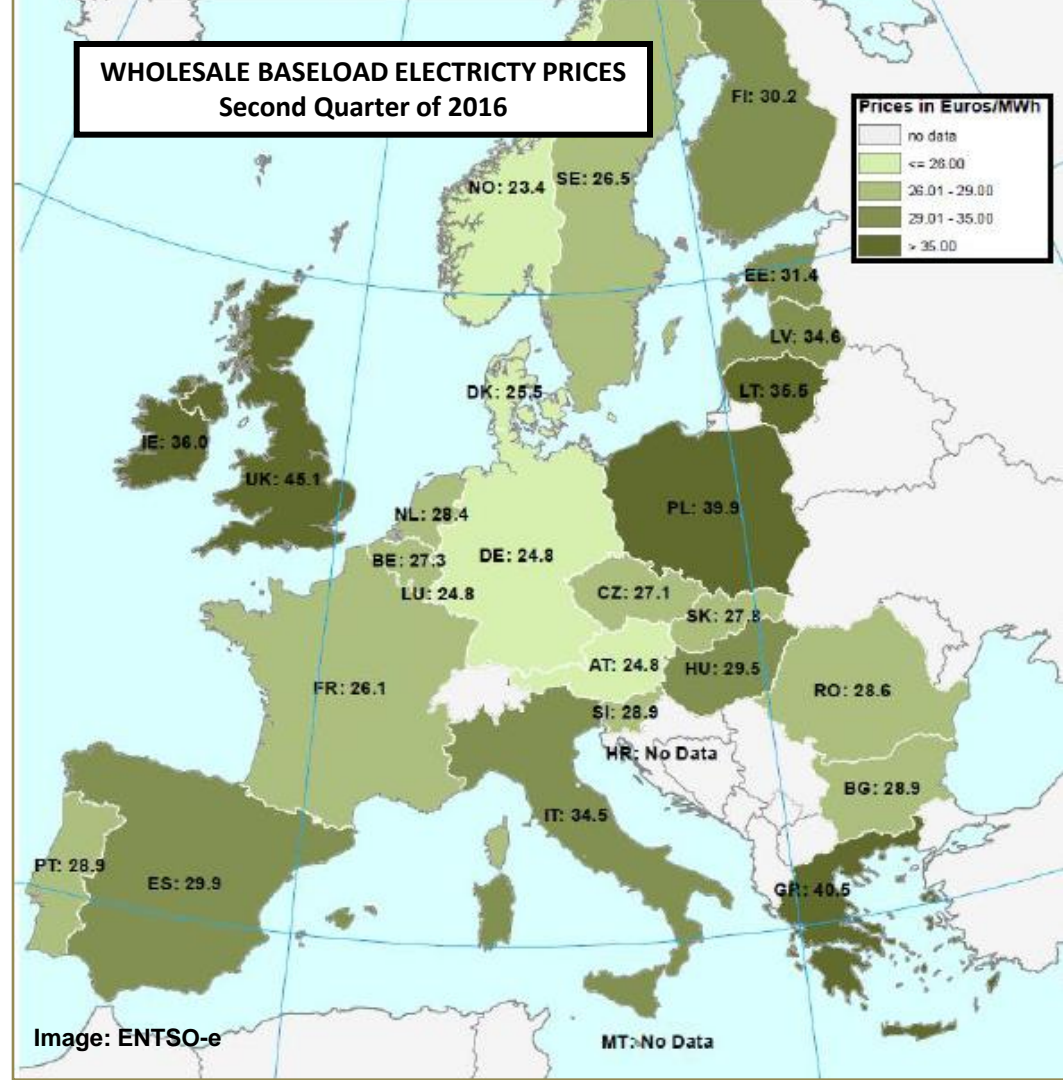 WHOLESALE BASELOAD ELECTRICTY PRICES
Second Quarter of 2016
FI: 30.2
Prices in Euros/MWh
no data
<= 26.00
26.01 - 29.00
29.01 - 35.00
> 35.00
NO: 23.4
SE: 26.5
EE: 31.4
LV: 34.6
LT: 35.5
DK: 25.5
IE: 36.0
UK: 45.1
PL: 39.9
NL: 28.4
BE: 27.3
DE: 24.8
LU: 24.8
CZ: 27.1
SK: 27.8
AT: 24.8
HU: 29.5
FR: 26.1
RO: 28.6
SI: 28.9
HR: No Data
BG: 28.9
IT: 34.5
PT: 28.9
ES: 29.9
GR: 40.5
Image: ENTSO-e
MT: No Data